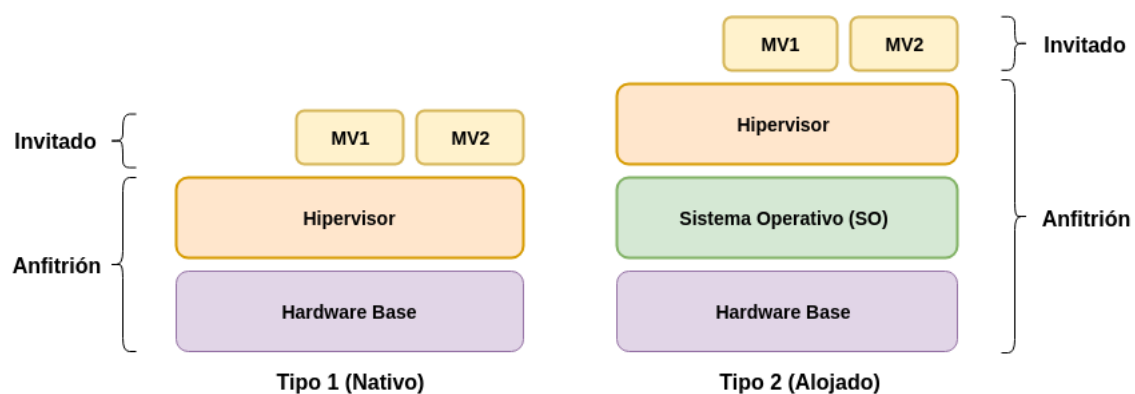 Invitado
MV1
MV2
Hipervisor
Anfitrión
Hardware Base
Tipo 1 (Nativo)
MV1
MV2
Invitado
Hipervisor
Sistema Operativo (SO)
Anfitrión
Hardware Base
Tipo 2 (Alojado)